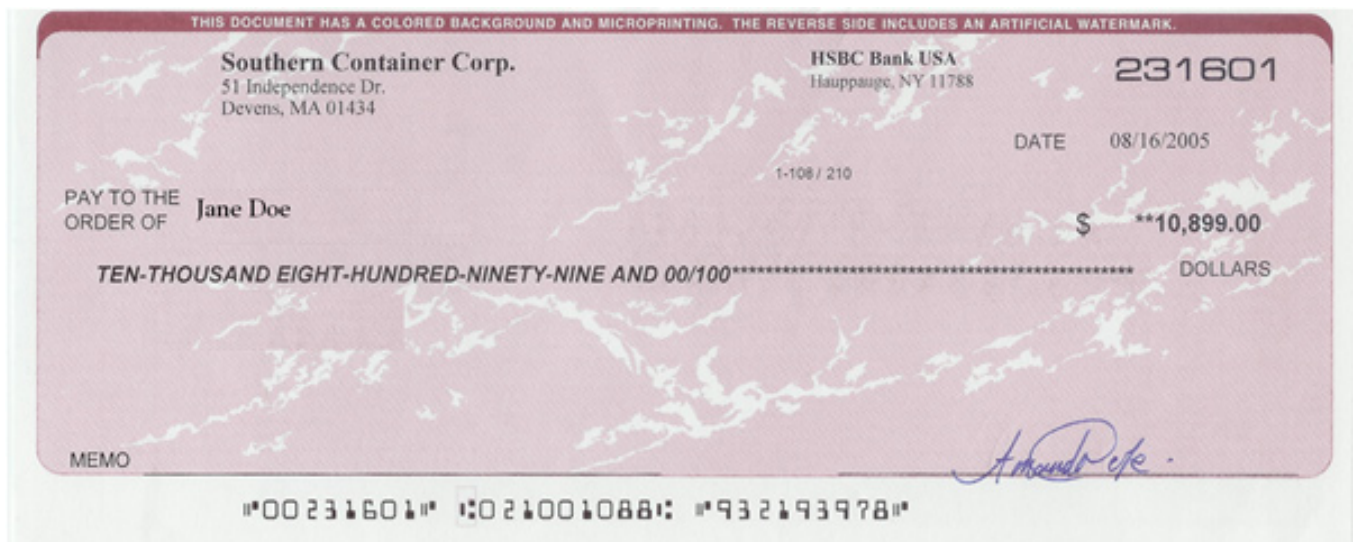 THIS DOCUMENT HAS A COLORED BACKGROUND AND MICROPRINTING. THE REVERSE SIDE INCLUDES AN ARTIFICIAL WATERMARK.
Southern Container Corp.
51 Independence Dr.
Devens, MA 01434
HSBC Bank USA
Hauppauge, NY 11788
231601
DATE 08/16/2005
1-108 / 210
PAY TO THE
ORDER OF Jane Doe
$ **10,899.00
TEN-THOUSAND EIGHT-HUNDRED-NINETY-NINE AND 00/100************************************************ DOLLARS
MEMO
⑈00231601⑈ ⑆021001088⑆ ⑈932193978⑈